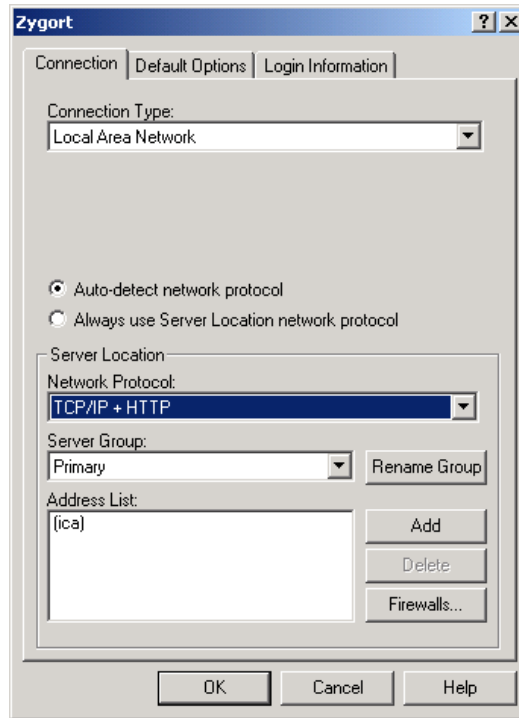 Zygort
Connection Default Options Login Information
Connection Type:
Local Area Network
Auto-detect network protocol
Always use Server Location network protocol
Server Location
Network Protocol:
TCP/IP + HTTP
Server Group:
Primary Rename Group
Address List:
(ica)
Add
Delete
Firewalls...
OK Cancel Help